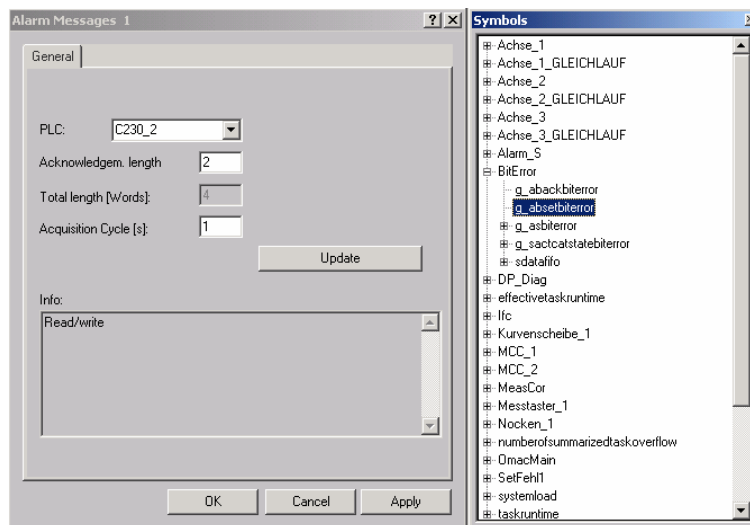 Alarm Messages 1
General
PLC: C230_2
Acknowledgem. length 2
Total length [Words]: 4
Acquisition Cycle [s]: 1
Update
Info:
Read/write
OK Cancel Apply
Symbols
Achse_1
Achse_1_GLEICHLAUF
Achse_2
Achse_2_GLEICHLAUF
Achse_3
Achse_3_GLEICHLAUF
Alarm_S
BitError
g_abackbiterror
g_absetbiterror
g_asbiterror
g_sactcatstatebiterror
sdatafifo
DP_Diag
effectivetaskruntime
Ifc
Kurvenscheibe_1
MCC_1
MCC_2
MeasCor
Messtaster_1
Nocken_1
numberofsummarizedtaskoverflow
OmacMain
SetFehl1
systemload
taskruntime